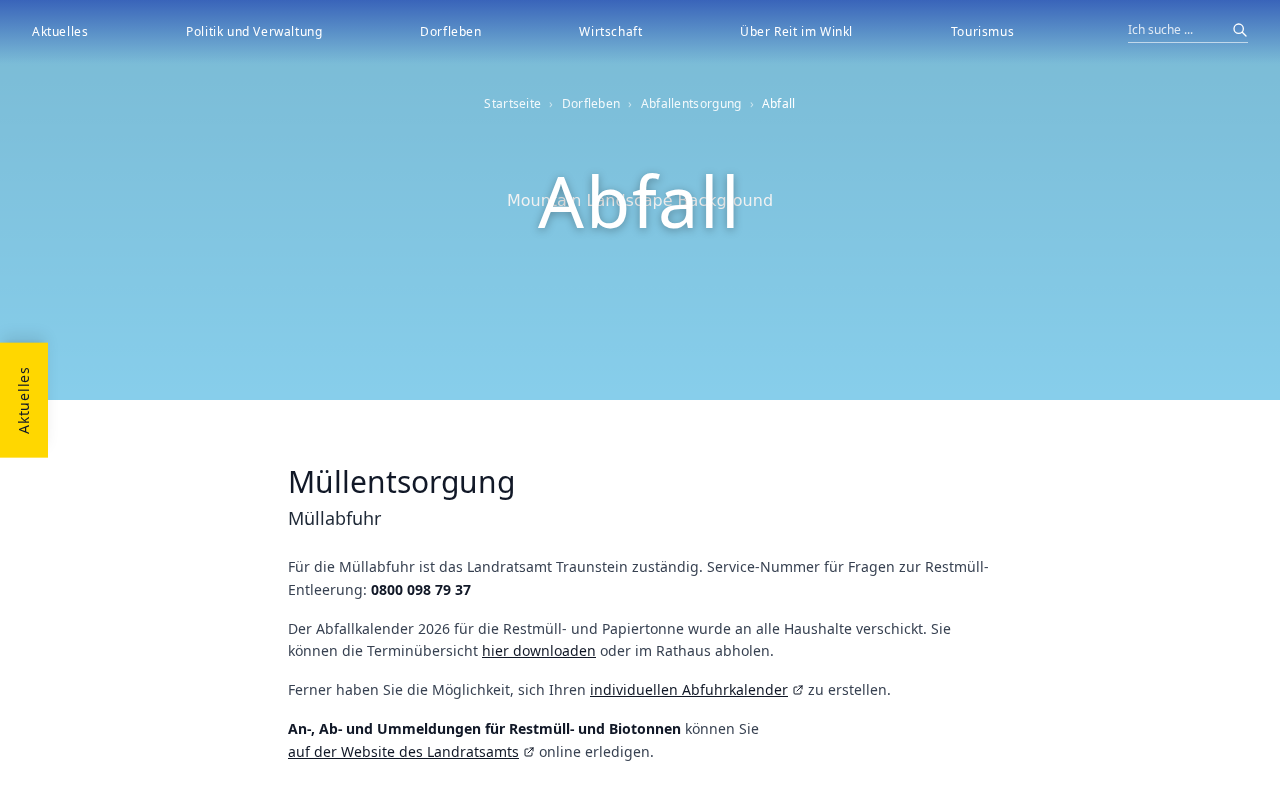 Aktuelles
Politik und Verwaltung
Dorfleben
Wirtschaft
Über Reit im Winkl
Tourismus
Ich suche ...
Startseite › Dorfleben › Abfallentsorgung › Abfall
Abfall
Mountain Landscape Background
Aktuelles
Müllentsorgung
Müllabfuhr
Für die Müllabfuhr ist das Landratsamt Traunstein zuständig. Service-Nummer für Fragen zur Restmüll-
Entleerung: 0800 098 79 37
Der Abfallkalender 2026 für die Restmüll- und Papiertonne wurde an alle Haushalte verschickt. Sie
können die Terminübersicht hier downloaden oder im Rathaus abholen.
Ferner haben Sie die Möglichkeit, sich Ihren individuellen Abfuhrkalender zu erstellen.
An-, Ab- und Ummeldungen für Restmüll- und Biotonnen können Sie
auf der Website des Landratsamts online erledigen.